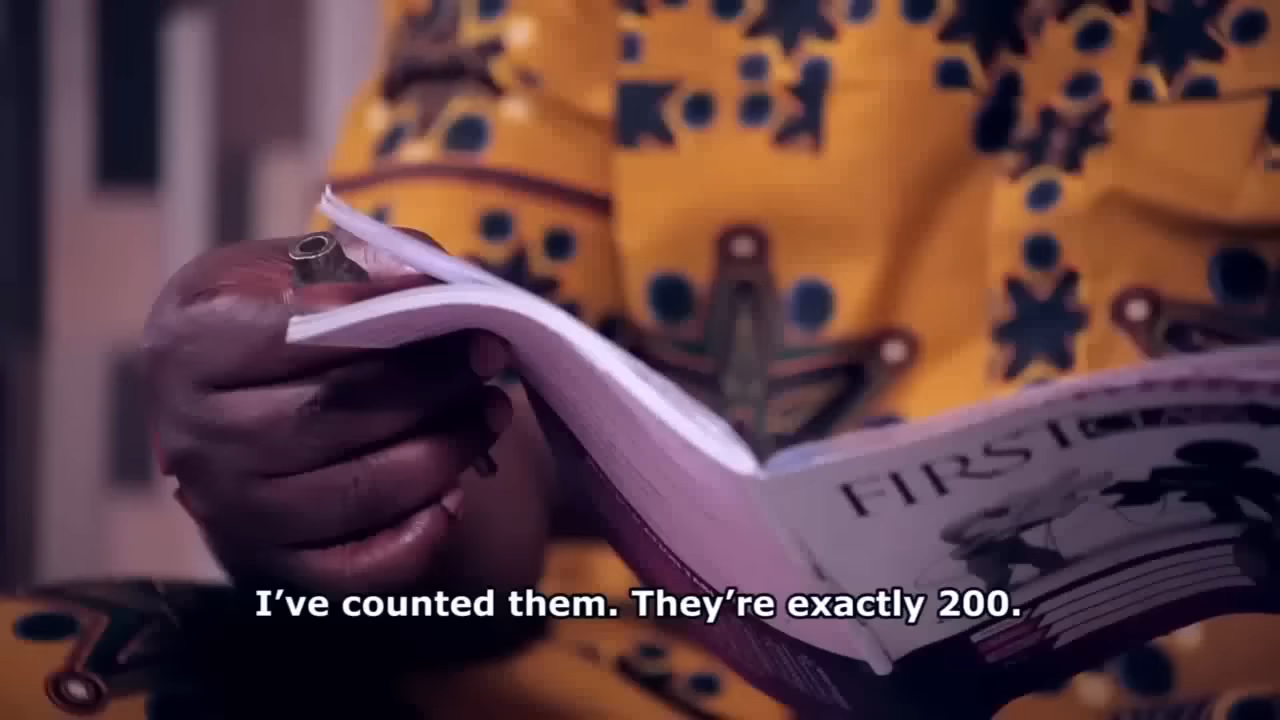 FIRST
I’ve counted them. They’re exactly 200.